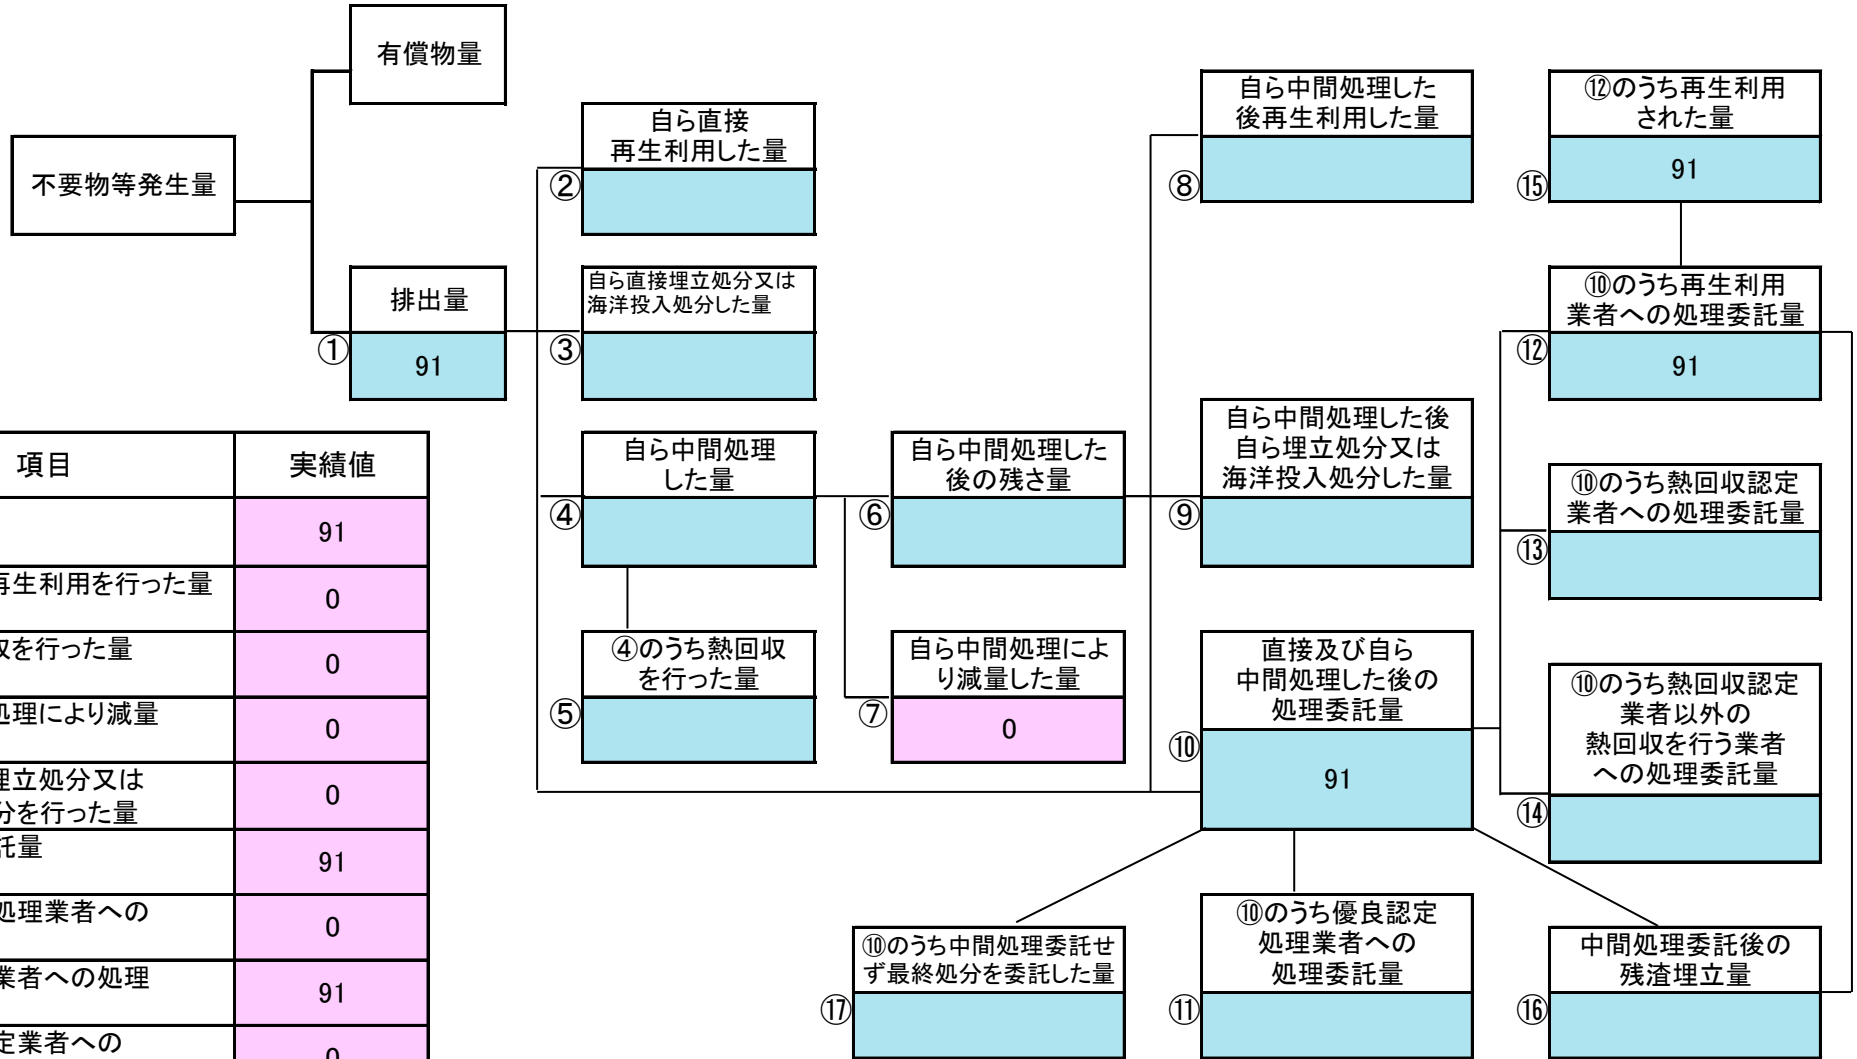 有償物量
不要物等発生量
排出量
①
91
自ら直接
再生利用した量
②
自ら直接埋立処分又は
海洋投入処分した量
③
自ら中間処理
した量
④
④のうち熱回収
を行った量
⑤
自ら中間処理した
後の残さ量
⑥
自ら中間処理によ
り減量した量
⑦
0
自ら中間処理した
後再生利用した量
⑧
自ら中間処理した後
自ら埋立処分又は
海洋投入処分した量
⑨
直接及び自ら
中間処理した後の
処理委託量
⑩
91
⑫のうち再生利用
された量
⑮
91
⑩のうち再生利用
業者への処理委託量
⑫
91
⑩のうち熱回収認定
業者への処理委託量
⑬
⑩のうち熱回収認定
業者以外の
熱回収を行う業者
への処理委託量
⑭
⑩のうち中間処理委託せ
ず最終処分を委託した量
⑰
⑩のうち優良認定
処理業者への
処理委託量
⑪
中間処理委託後の
残渣埋立量
⑯
項目 実績値
91
再生利用を行った量 0
を行った量 0
処理により減量 0
埋立処分又は
分を行った量 0
託量 91
処理業者への 0
業者への処理 91
定業者への 0